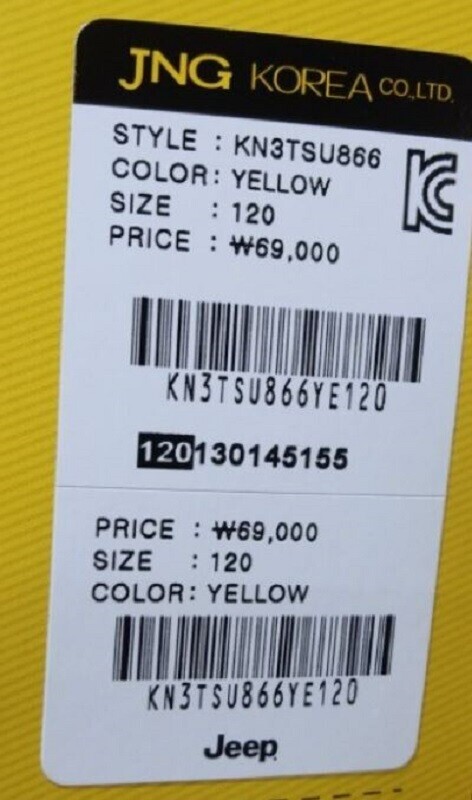 JNG KOREA CO.,LTD.
STYLE : KN3TSU866
COLOR: YELLOW
SIZE : 120
PRICE : ₩69,000
KC
KN3TSU866YE120
120130145155
PRICE : ₩69,000
SIZE : 120
COLOR: YELLOW
KN3TSU866YE120
Jeep